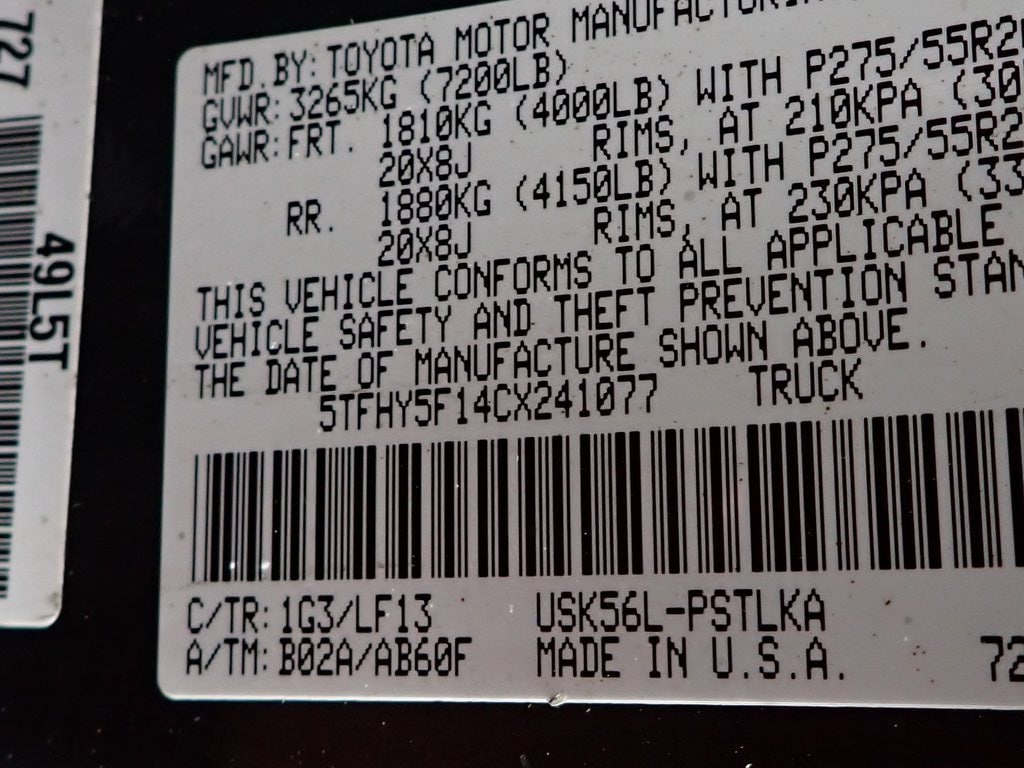 MFD.BY: TOYOTA MOTOR
GVWR: 3265KG (7200LB)
GAWR: FRT. 1810KG (4000LB) WITH P275/55R2
20X8J RIMS, AT 210KPA (30
RR. 1880KG (4150LB) WITH P275/55R2
20X8J RIMS, AT 230KPA (33
THIS VEHICLE CONFORMS TO ALL APPLICABLE
VEHICLE SAFETY AND THEFT PREVENTION STAN
THE DATE OF MANUFACTURE SHOWN ABOVE.
5TFHY5F14CX241077 TRUCK
C/TR: 1G3/LF13 USK56L-PSTLKA
A/TM: B02A/AB60F MADE IN U.S.A. 72
727
49L5T